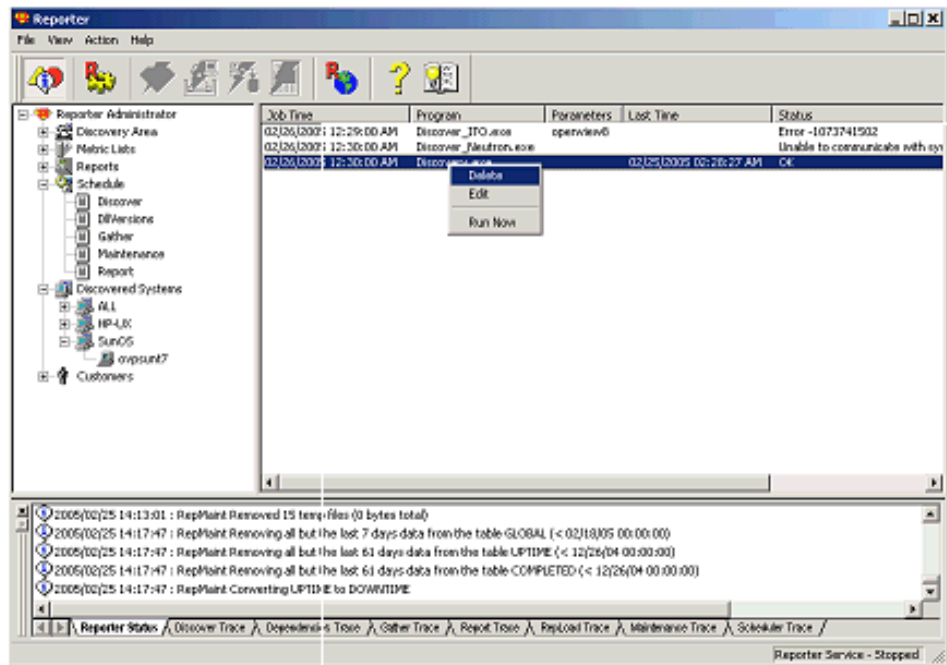 Reporter
File View Action Help
Reporter Administrator
Discovery Area
Metric Lists
Reports
Schedule
Discover
DllVersions
Gather
Maintenance
Report
Discovered Systems
ALL
HP-UX
SunOS
ovpsunt7
Customers
Job Time Program Parameters Last Time Status
02/26/2005 12:29:00 AM Discover_ITO.exe openview8 Error -1073741502
02/26/2005 12:30:00 AM Discover_Neutron.exe Unable to communicate with sys
02/26/2005 12:30:00 AM 02/25/2005 02:28:27 AM OK
Delete
Edit
Run Now
2005/02/25 14:13:01 : RepMaint Removed 15 temp files (0 bytes total)
2005/02/25 14:17:47 : RepMaint Removing all but the last 7 days data from the table GLOBAL (< 02/18/05 00:00:00)
2005/02/25 14:17:47 : RepMaint Removing all but the last 61 days data from the table UPTIME (< 12/26/04 00:00:00)
2005/02/25 14:17:47 : RepMaint Removing all but the last 61 days data from the table COMPLETED (< 12/26/04 00:00:00)
2005/02/25 14:17:47 : RepMaint Converting UPTIME to DOWNTIME
Reporter Status Discover Trace Dependencies Trace Gather Trace Report Trace RepLoad Trace Maintenance Trace Scheduler Trace
Reporter Service - Stopped